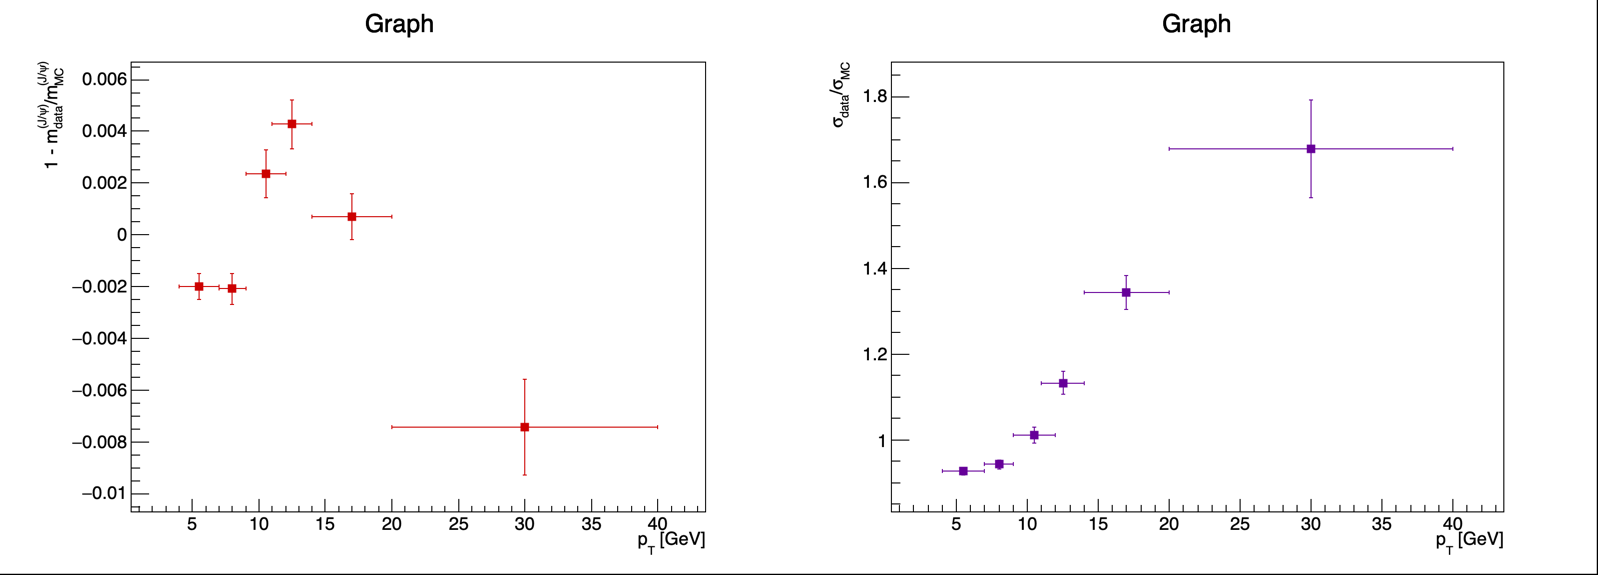 Graph
1 - m_data^(J/ψ)/m_MC^(J/ψ)
0.006
0.004
0.002
0
−0.002
−0.004
−0.006
−0.008
−0.01
5 10 15 20 25 30 35 40
p_T [GeV]
Graph
σ_data/σ_MC
1.8
1.6
1.4
1.2
1
5 10 15 20 25 30 35 40
p_T [GeV]